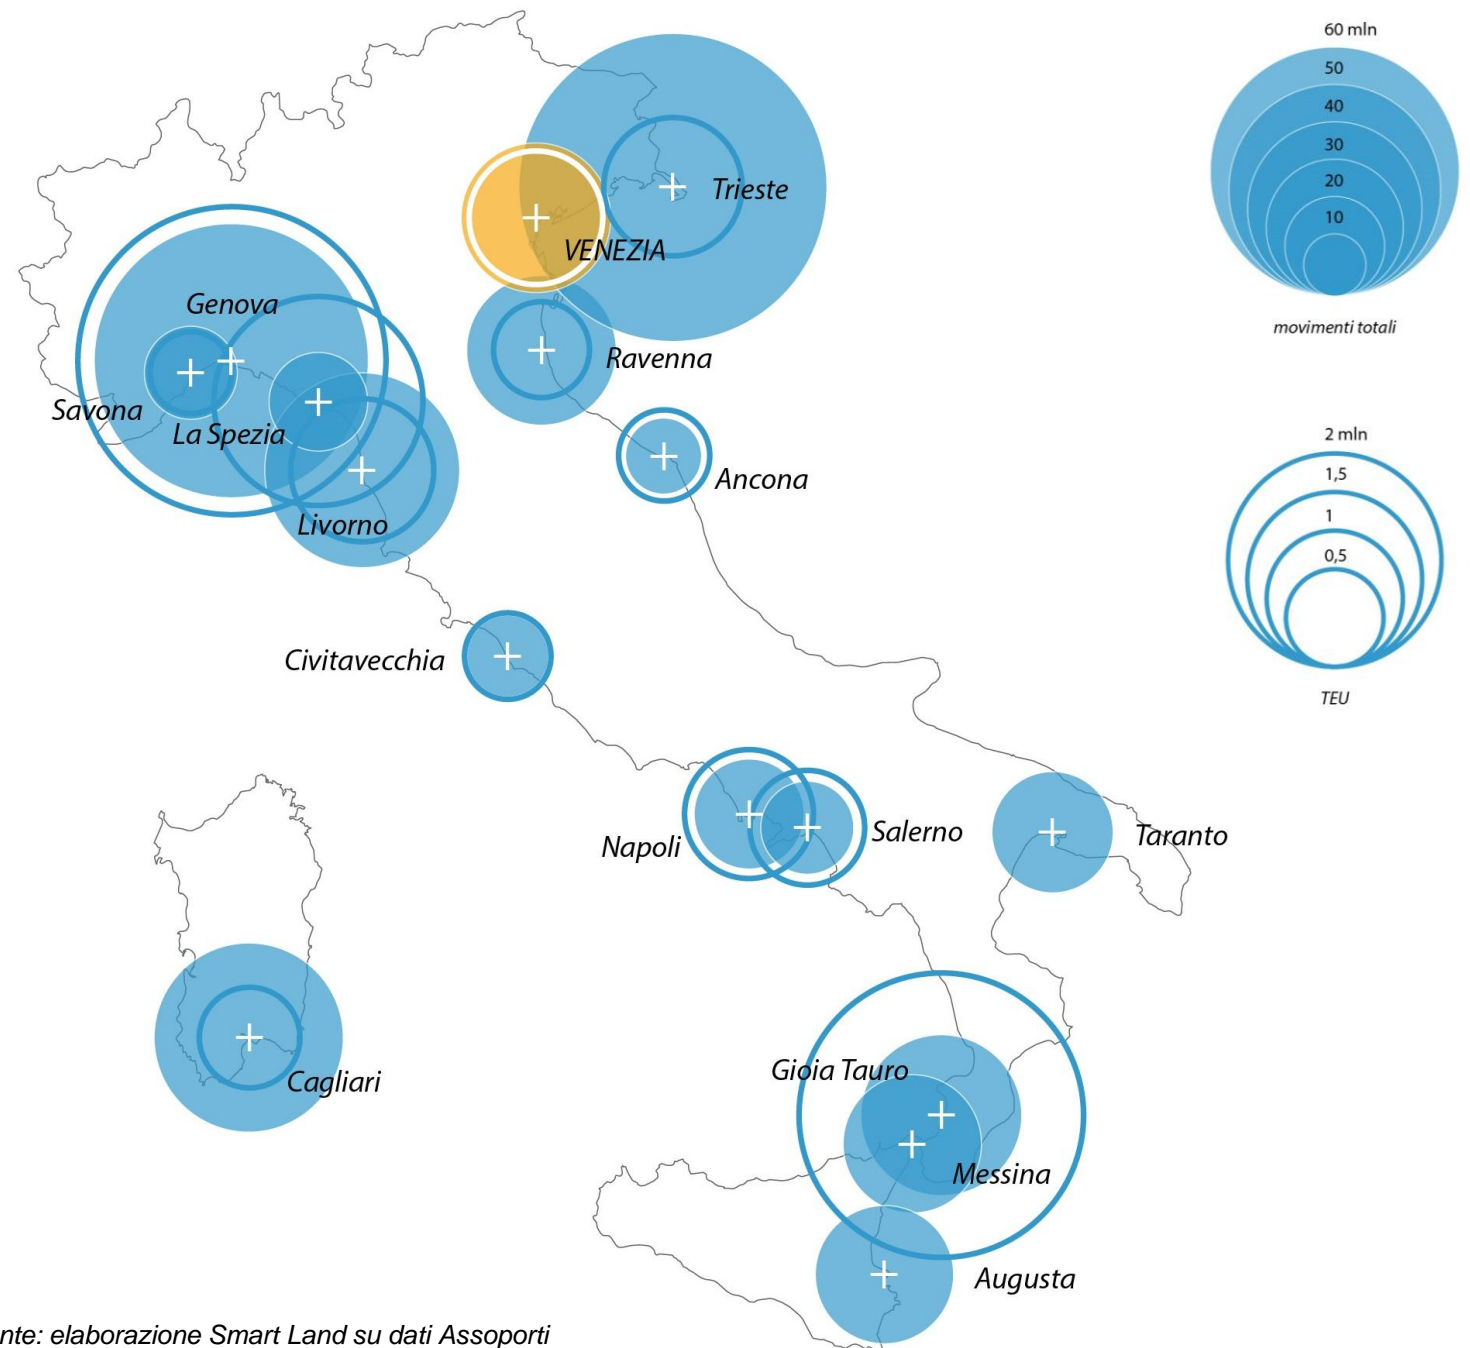 60 mln
50
40
30
20
10
movimenti totali
Trieste
VENEZIA
Genova
Ravenna
Savona
La Spezia
2 mln
1,5
1
0,5
TEU
Ancona
Livorno
Civitavecchia
Napoli
Salerno
Taranto
Gioia Tauro
Cagliari
Messina
Augusta
nte: elaborazione Smart Land su dati Assoporti